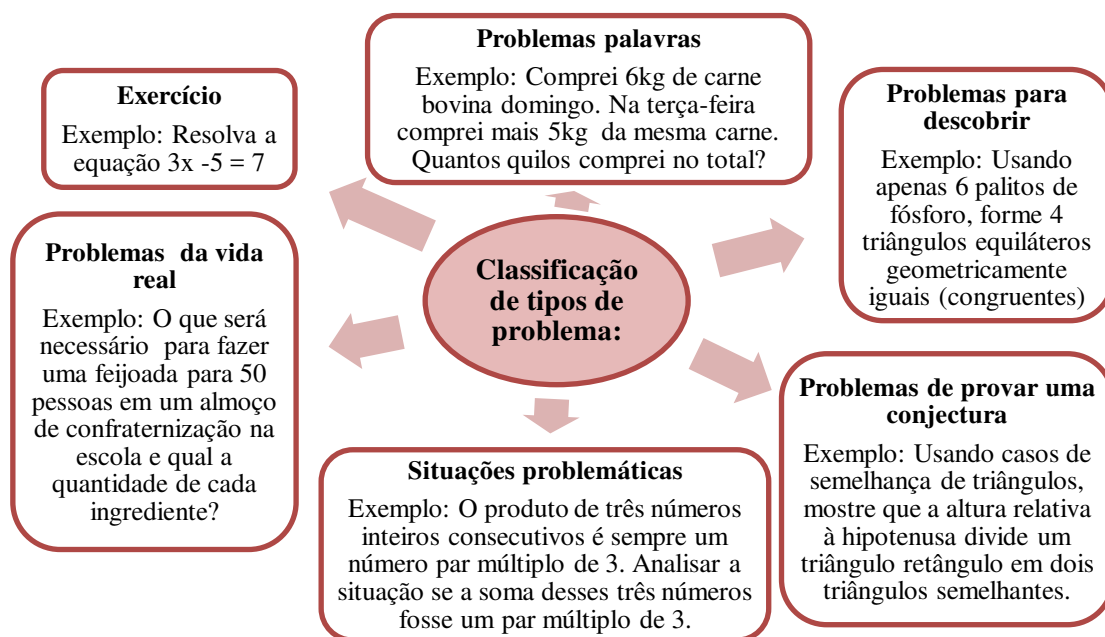 Problemas palavras
Exemplo: Comprei 6kg de carne
bovina domingo. Na terça-feira
comprei mais 5kg da mesma carne.
Quantos quilos comprei no total?
Exercício
Exemplo: Resolva a
equação 3x -5 = 7
Problemas para
descobrir
Exemplo: Usando
apenas 6 palitos de
fósforo, forme 4
triângulos equiláteros
geometricamente
iguais (congruentes)
Problemas da vida
real
Exemplo: O que será
necessário para fazer
uma feijoada para 50
pessoas em um almoço
de confraternização na
escola e qual a
quantidade de cada
ingrediente?
Classificação
de tipos de
problema:
Problemas de provar uma
conjectura
Exemplo: Usando casos de
semelhança de triângulos,
mostre que a altura relativa
à hipotenusa divide um
triângulo retângulo em dois
triângulos semelhantes.
Situações problemáticas
Exemplo: O produto de três números
inteiros consecutivos é sempre um
número par múltiplo de 3. Analisar a
situação se a soma desses três números
fosse um par múltiplo de 3.